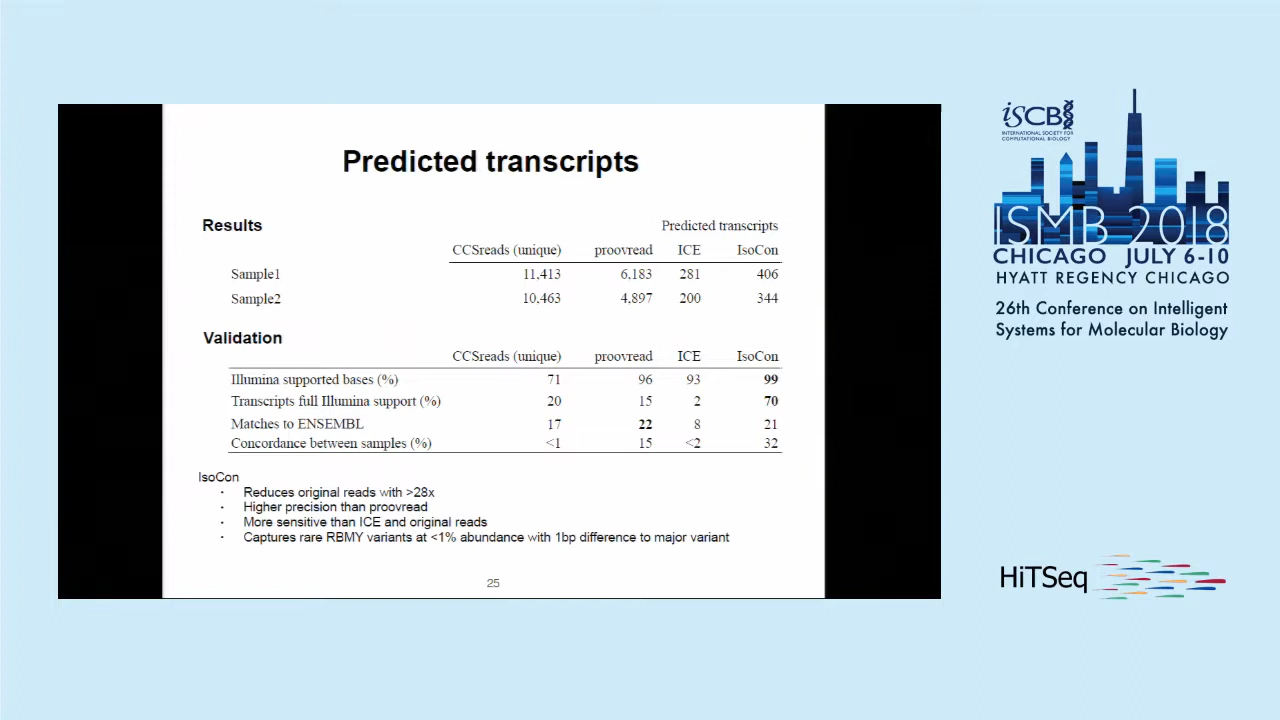 Predicted transcripts
Results
Predicted transcripts
CCSreads (unique) proovread ICE IsoCon
Sample1 11,413 6,183 281 406
Sample2 10,463 4,897 200 344
Validation
CCSreads (unique) proovread ICE IsoCon
Illumina supported bases (%) 71 96 93 99
Transcripts full Illumina support (%) 20 15 2 70
Matches to ENSEMBL 17 22 8 21
Concordance between samples (%) <1 15 <2 32
IsoCon
· Reduces original reads with >28x
· Higher precision than proovread
· More sensitive than ICE and original reads
· Captures rare RBMY variants at <1% abundance with 1bp difference to major variant
25
iSCB
INTERNATIONAL SOCIETY FOR
COMPUTATIONAL BIOLOGY
ISMB 2018
CHICAGO JULY 6-10
HYATT REGENCY CHICAGO
26th Conference on Intelligent
Systems for Molecular Biology
HiTSeq